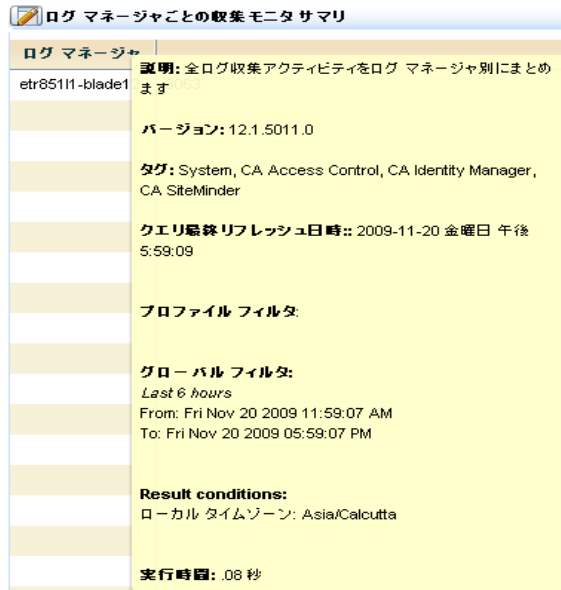 ログ マネージャごとの収集モニタ サマリ
ログ マネージャ
etr851l1-blade1
説明: 全ログ収集アクティビティをログ マネージャ別にまとめ
ます
バージョン: 12.1.5011.0
タグ: System, CA Access Control, CA Identity Manager,
CA SiteMinder
クエリ最終リフレッシュ日時:: 2009-11-20 金曜日 午後
5:59:09
プロファイル フィルタ:
グローバル フィルタ:
Last 6 hours
From: Fri Nov 20 2009 11:59:07 AM
To: Fri Nov 20 2009 05:59:07 PM
Result conditions:
ローカル タイムゾーン: Asia/Calcutta
実行時間: .08 秒